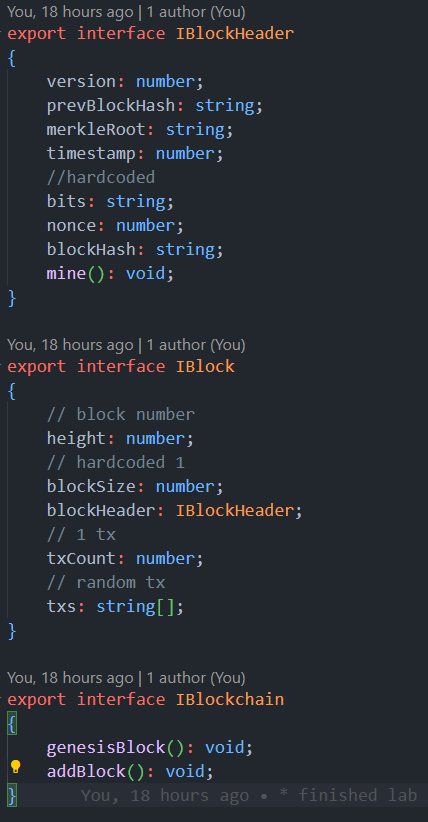 You, 18 hours ago | 1 author (You)
export interface IBlockHeader
{
    version: number;
    prevBlockHash: string;
    merkleRoot: string;
    timestamp: number;
    //hardcoded
    bits: string;
    nonce: number;
    blockHash: string;
    mine(): void;
}
You, 18 hours ago | 1 author (You)
export interface IBlock
{
    // block number
    height: number;
    // hardcoded 1
    blockSize: number;
    blockHeader: IBlockHeader;
    // 1 tx
    txCount: number;
    // random tx
    txs: string[];
}
You, 18 hours ago | 1 author (You)
export interface IBlockchain
{
    genesisBlock(): void;
    addBlock(): void;
}      You, 18 hours ago • * finished lab